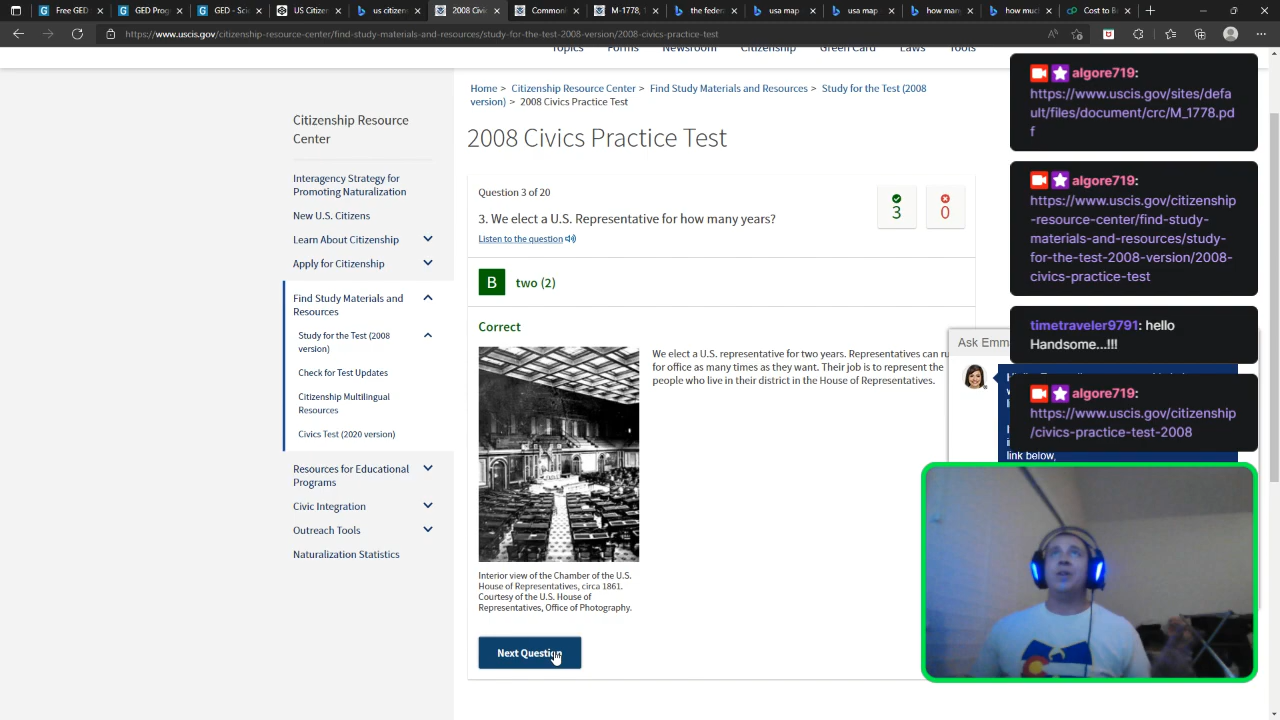 Free GED
GED Prog
GED - Sci
US Citizen
us citizen
2008 Civic
Common
M-1778,
the feder
usa map
usa map
how many
how much
Cost to Be
https://www.uscis.gov/citizenship-resource-center/find-study-materials-and-resources/study-for-the-test-2008-version/2008-civics-practice-test
Topics Forms Newsroom Citizenship Green Card Laws Tools
Home > Citizenship Resource Center > Find Study Materials and Resources > Study for the Test (2008
version) > 2008 Civics Practice Test
Citizenship Resource
Center
Interagency Strategy for
Promoting Naturalization
New U.S. Citizens
Learn About Citizenship
Apply for Citizenship
Find Study Materials and
Resources
Study for the Test (2008
version)
Check for Test Updates
Citizenship Multilingual
Resources
Civics Test (2020 version)
Resources for Educational
Programs
Civic Integration
Outreach Tools
Naturalization Statistics
2008 Civics Practice Test
Question 3 of 20
3
0
3. We elect a U.S. Representative for how many years?
Listen to the question
B two (2)
Correct
We elect a U.S. representative for two years. Representatives can ru
for office as many times as they want. Their job is to represent the
people who live in their district in the House of Representatives.
Interior view of the Chamber of the U.S.
House of Representatives, circa 1861.
Courtesy of the U.S. House of
Representatives, Office of Photography.
Next Question
algore719:
https://www.uscis.gov/sites/defa
ult/files/document/crc/M_1778.pd
f
algore719:
https://www.uscis.gov/citizenship
-resource-center/find-study-
materials-and-resources/study-
for-the-test-2008-version/2008-
civics-practice-test
timetraveler9791: hello
Handsome...!!!
Ask Emm
algore719:
https://www.uscis.gov/citizenship
/civics-practice-test-2008
link below,